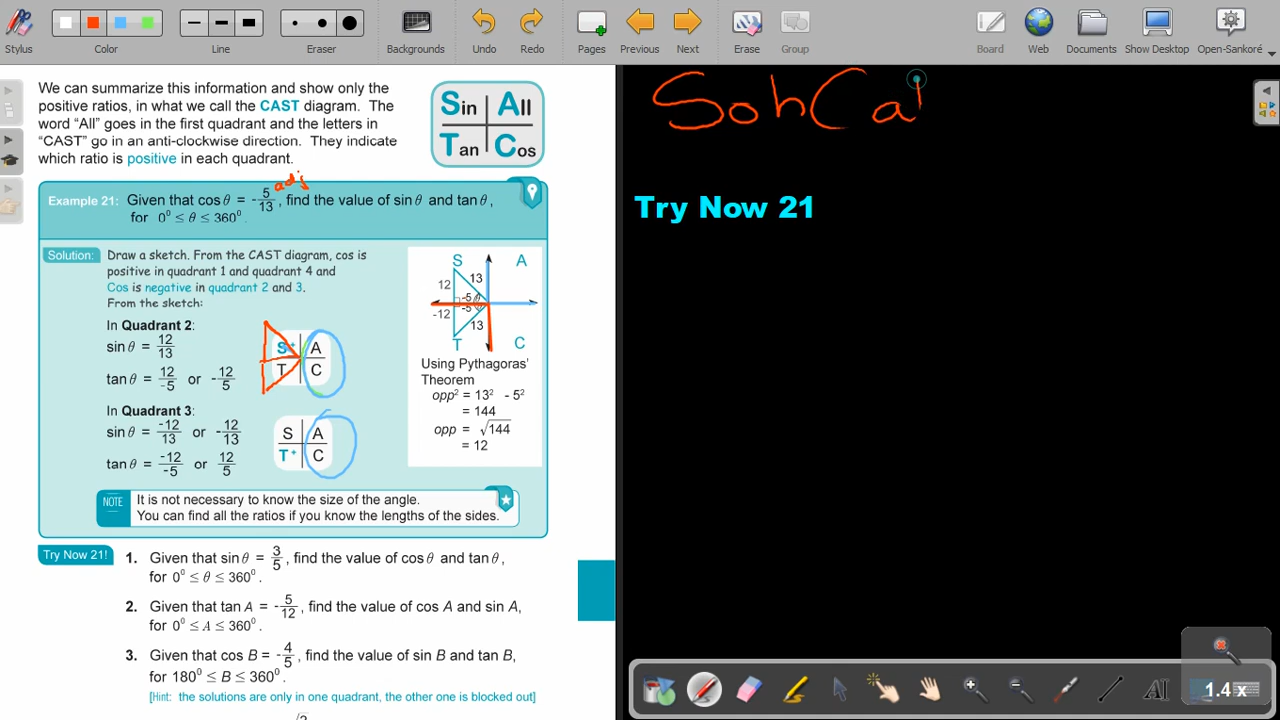 Stylus Color Line Eraser Backgrounds Undo Redo Pages Previous Next Erase Group Board Web Documents Show Desktop Open-Sankoré
We can summarize this information and show only the
positive ratios, in what we call the CAST diagram. The
word “All” goes in the first quadrant and the letters in
“CAST” go in an anti-clockwise direction. They indicate
which ratio is positive in each quadrant.
Sin All
Tan Cos
adj
Example 21: Given that cos θ = -5/13, find the value of sin θ and tan θ,
for 0⁰ ≤ θ ≤ 360⁰.
Solution: Draw a sketch. From the CAST diagram, cos is
positive in quadrant 1 and quadrant 4 and
Cos is negative in quadrant 2 and 3.
From the sketch:
In Quadrant 2:
sin θ = 12/13
tan θ = 12/-5 or -12/5
S⁺ A
T C
In Quadrant 3:
sin θ = -12/13 or -12/13
tan θ = -12/-5 or 12/5
S A
T⁺ C
S A
12 13
-5 θ
-5
-12 13
T C
Using Pythagoras’
Theorem
opp² = 13² - 5²
= 144
opp = √144
= 12
NOTE It is not necessary to know the size of the angle.
You can find all the ratios if you know the lengths of the sides.
Try Now 21!
1. Given that sin θ = 3/5, find the value of cos θ and tan θ,
for 0⁰ ≤ θ ≤ 360⁰.
2. Given that tan A = -5/12, find the value of cos A and sin A,
for 0⁰ ≤ A ≤ 360⁰.
3. Given that cos B = -4/5, find the value of sin B and tan B,
for 180⁰ ≤ B ≤ 360⁰.
[Hint: the solutions are only in one quadrant, the other one is blocked out]
SohCal
Try Now 21
1.4 x